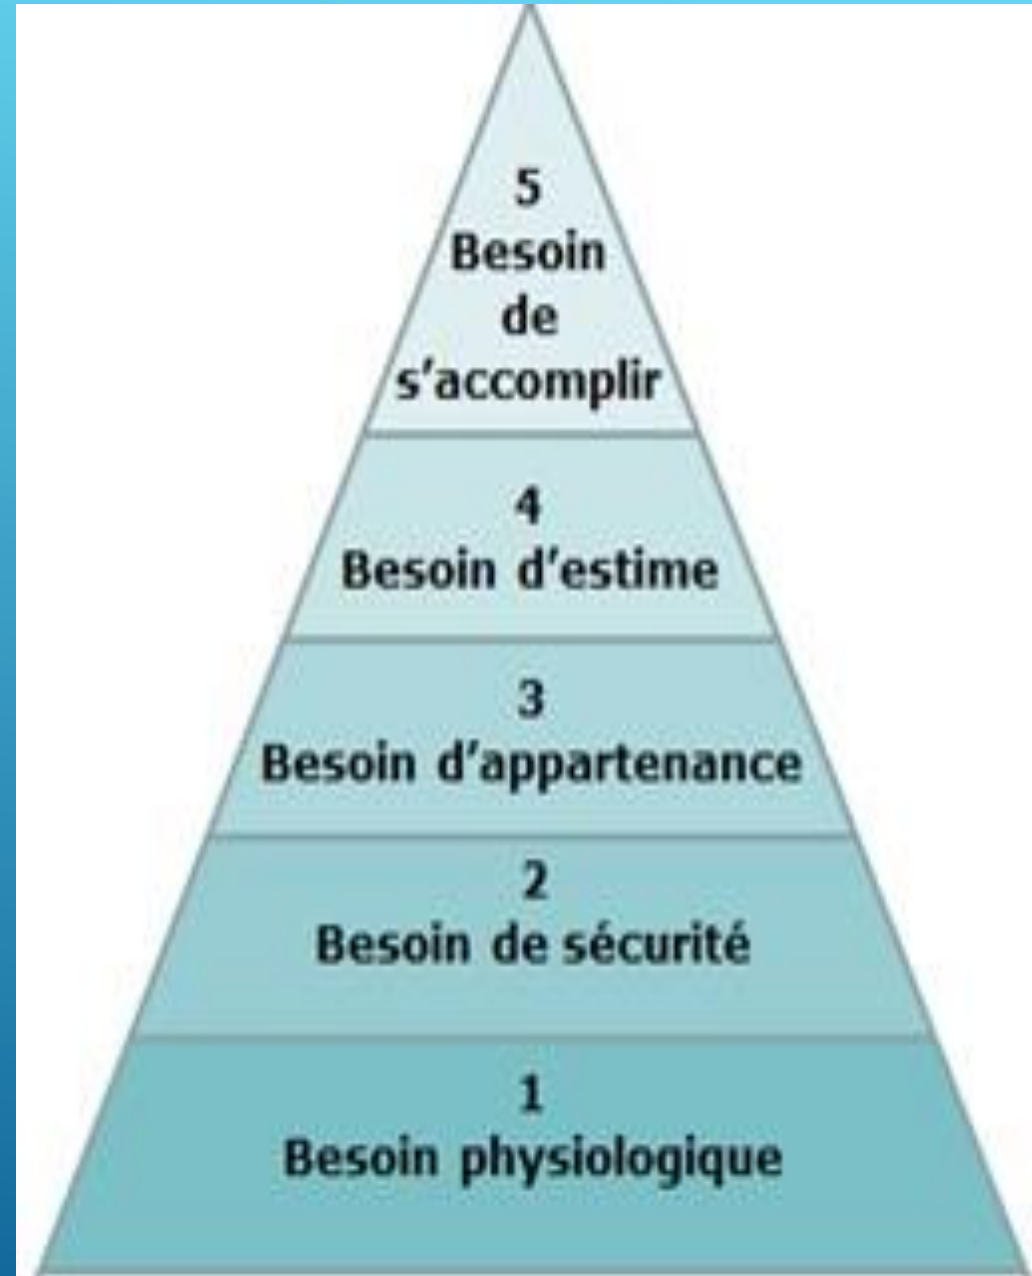 5
Besoin
de
s’accomplir
4
Besoin d’estime
3
Besoin d’appartenance
2
Besoin de sécurité
1
Besoin physiologique